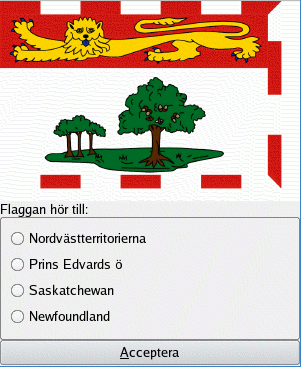 Flaggan hör till:
Nordvästterritorierna
Prins Edvards ö
Saskatchewan
Newfoundland
Acceptera